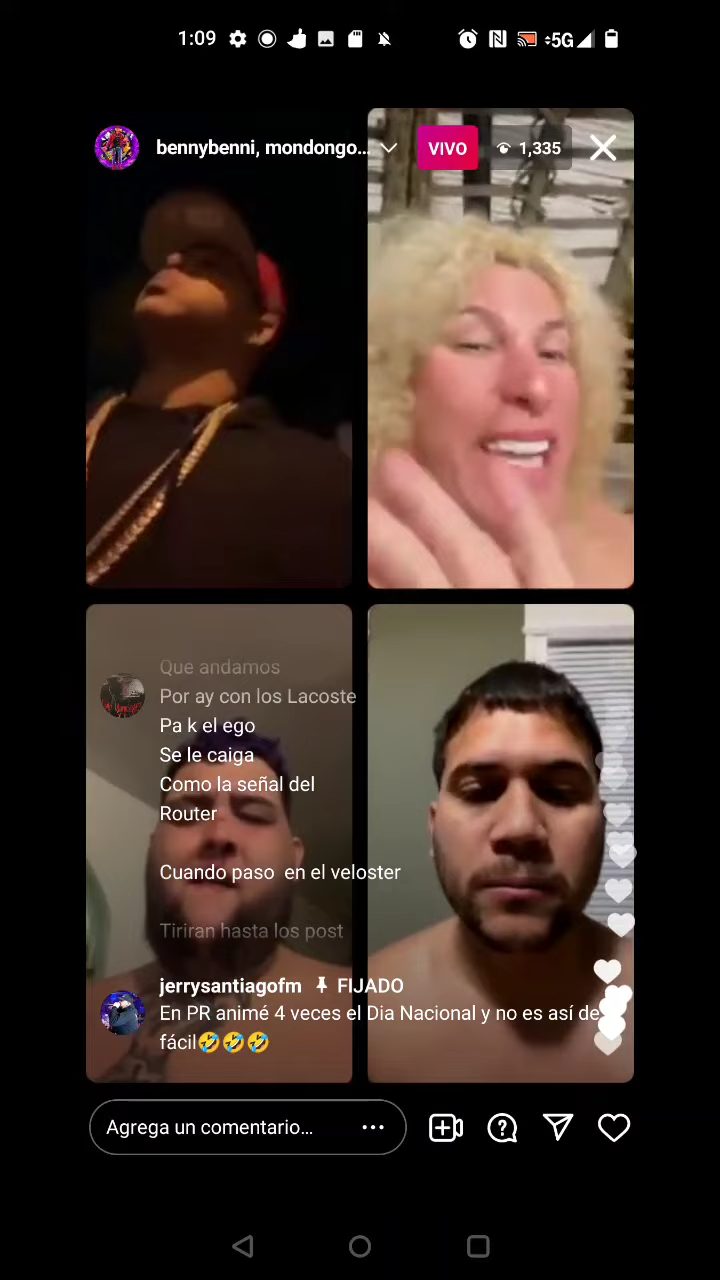 1:09
5G
bennybenni, mondongo...
VIVO
1,335
Que andamos
Por ay con los Lacoste
Pa k el ego
Se le caiga
Como la señal del
Router
Cuando paso en el veloster
Tiriran hasta los post
jerrysantiagofm FIJADO
En PR animé 4 veces el Dia Nacional y no es así de
fácil🤣🤣🤣
Agrega un comentario...